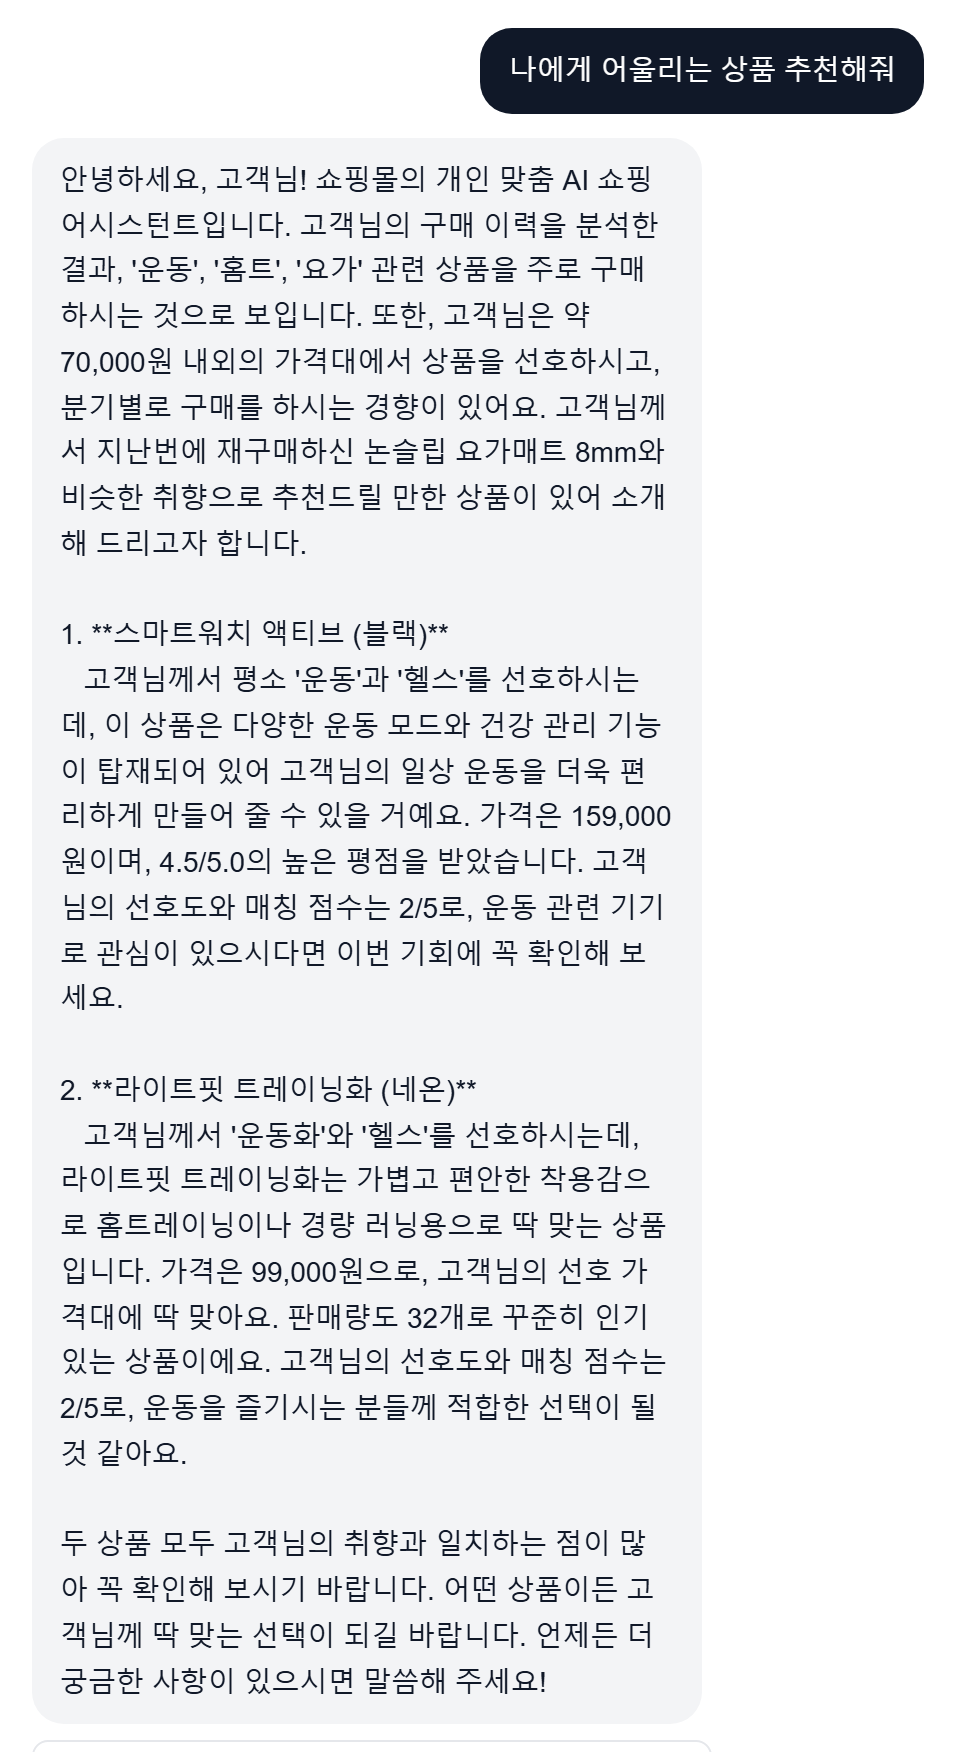 나에게 어울리는 상품 추천해줘
안녕하세요, 고객님! 쇼핑몰의 개인 맞춤 AI 쇼핑
어시스턴트입니다. 고객님의 구매 이력을 분석한
결과, '운동', '홈트', '요가' 관련 상품을 주로 구매
하시는 것으로 보입니다. 또한, 고객님은 약
70,000원 내외의 가격대에서 상품을 선호하시고,
분기별로 구매를 하시는 경향이 있어요. 고객님께
서 지난번에 재구매하신 논슬립 요가매트 8mm와
비슷한 취향으로 추천드릴 만한 상품이 있어 소개
해 드리고자 합니다.
1. **스마트워치 액티브 (블랙)**
고객님께서 평소 '운동'과 '헬스'를 선호하시는
데, 이 상품은 다양한 운동 모드와 건강 관리 기능
이 탑재되어 있어 고객님의 일상 운동을 더욱 편
리하게 만들어 줄 수 있을 거예요. 가격은 159,000
원이며, 4.5/5.0의 높은 평점을 받았습니다. 고객
님의 선호도와 매칭 점수는 2/5로, 운동 관련 기기
로 관심이 있으시다면 이번 기회에 꼭 확인해 보
세요.
2. **라이트핏 트레이닝화 (네온)**
고객님께서 '운동화'와 '헬스'를 선호하시는데,
라이트핏 트레이닝화는 가볍고 편안한 착용감으
로 홈트레이닝이나 경량 러닝용으로 딱 맞는 상품
입니다. 가격은 99,000원으로, 고객님의 선호 가
격대에 딱 맞아요. 판매량도 32개로 꾸준히 인기
있는 상품이에요. 고객님의 선호도와 매칭 점수는
2/5로, 운동을 즐기시는 분들께 적합한 선택이 될
것 같아요.
두 상품 모두 고객님의 취향과 일치하는 점이 많
아 꼭 확인해 보시기 바랍니다. 어떤 상품이든 고
객님께 딱 맞는 선택이 되길 바랍니다. 언제든 더
궁금한 사항이 있으시면 말씀해 주세요!